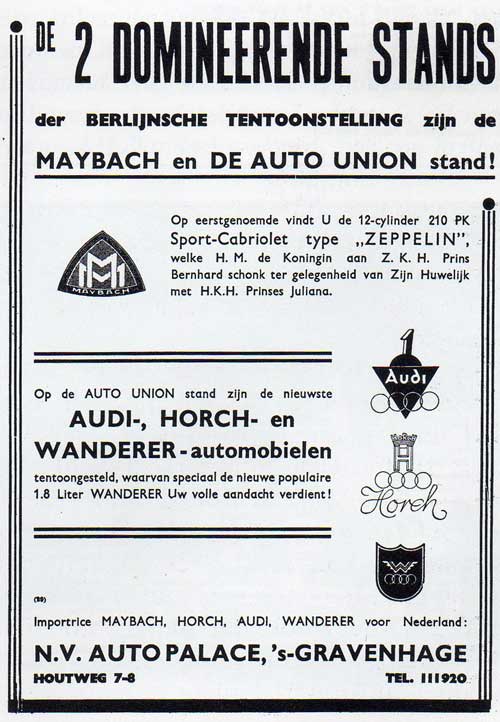 DE 2 DOMINEERENDE STANDS
der BERLIJNSCHE TENTOONSTELLING zijn de
MAYBACH en DE AUTO UNION stand!
Op eerstgenoemde vindt U de 12-cylinder 210 PK
Sport-Cabriolet type „ZEPPELIN",
welke H. M. de Koningin aan Z. K. H. Prins
Bernhard schonk ter gelegenheid van Zijn Huwelijk
met H.K.H. Prinses Juliana.
MM
MAYBACH
1
Audi
Op de AUTO UNION stand zijn de nieuwste
AUDI-, HORCH- en
WANDERER-automobielen
tentoongesteld, waarvan speciaal de nieuwe populaire
1.8 Liter WANDERER Uw volle aandacht verdient!
HORCH
H
Horch
W
(20)
Importrice MAYBACH, HORCH, AUDI, WANDERER voor Nederland:
N.V. AUTO PALACE, 's-GRAVENHAGE
HOUTWEG 7-8 TEL. 111920